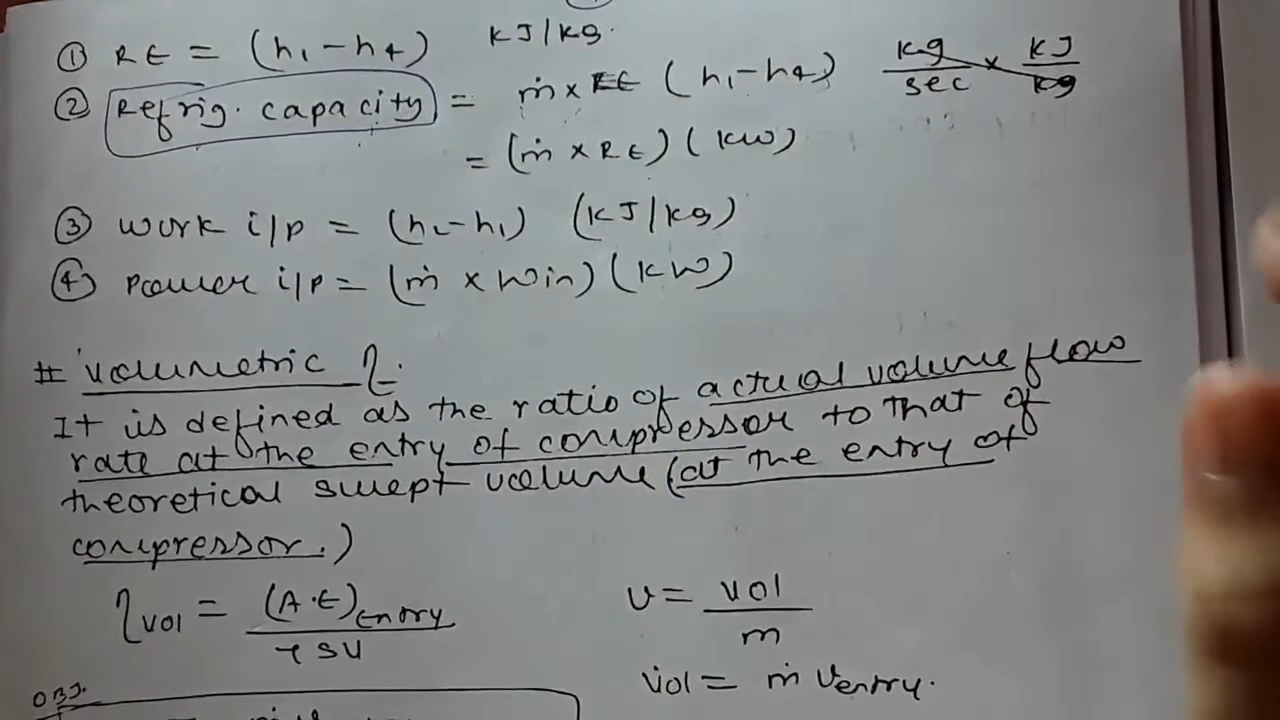 ① RE = (h₁-h₄) KJ/kg.
② Refrig. capacity = ṁ x RE (h₁-h₄) kg/sec x KJ/kg
= (ṁ x RE) (kw)
③ work i/p = (h₂-h₁) (KJ/kg)
④ power i/p = (ṁ x Win) (kW)
# volumetric η.
It is defined as the ratio of actual volume flow
rate at the entry of compressor to that of
theoretical swept volume (at the entry of
compressor.)
ηvol = (A.E)entry / TSV
v = vol / m
v̇ol = ṁ ventry.
OBJ.